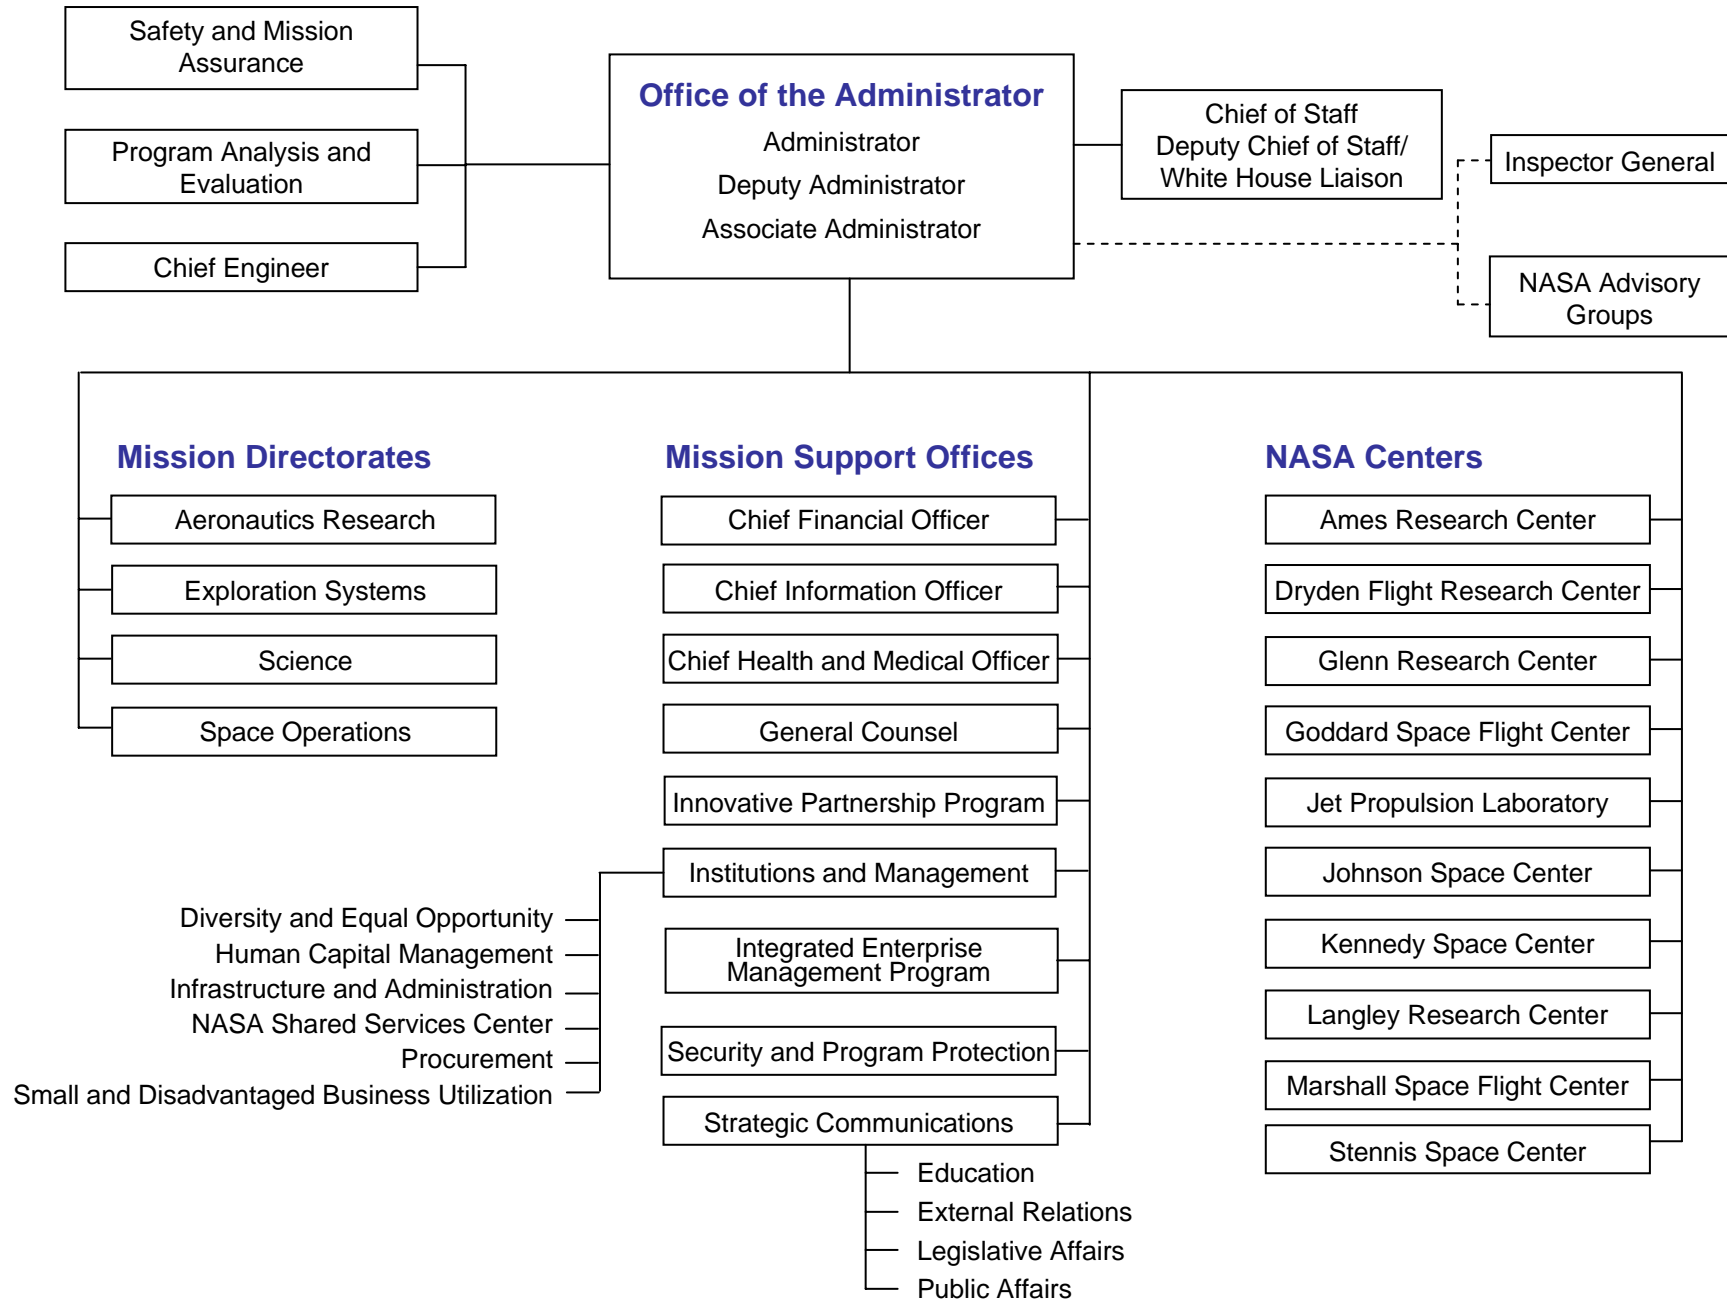 Safety and Mission
Assurance
Program Analysis and
Evaluation
Chief Engineer
Office of the Administrator
Administrator
Deputy Administrator
Associate Administrator
Chief of Staff
Deputy Chief of Staff/
White House Liaison
Inspector General
NASA Advisory
Groups
Mission Directorates
Aeronautics Research
Exploration Systems
Science
Space Operations
Mission Support Offices
Chief Financial Officer
Chief Information Officer
Chief Health and Medical Officer
General Counsel
Innovative Partnership Program
Institutions and Management
Diversity and Equal Opportunity
Human Capital Management
Infrastructure and Administration
NASA Shared Services Center
Procurement
Small and Disadvantaged Business Utilization
Integrated Enterprise
Management Program
Security and Program Protection
Strategic Communications
Education
External Relations
Legislative Affairs
Public Affairs
NASA Centers
Ames Research Center
Dryden Flight Research Center
Glenn Research Center
Goddard Space Flight Center
Jet Propulsion Laboratory
Johnson Space Center
Kennedy Space Center
Langley Research Center
Marshall Space Flight Center
Stennis Space Center